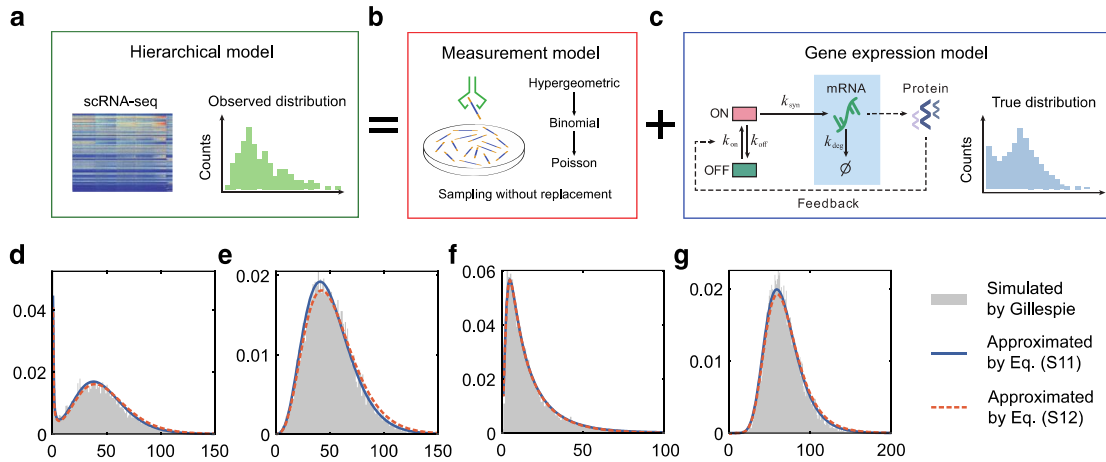 a
Hierarchical model
scRNA-seq
Observed distribution
Counts
=
b
Measurement model
Hypergeometric
Binomial
Poisson
Sampling without replacement
+
c
Gene expression model
ON
OFF
k_on
k_off
k_syn
mRNA
k_deg
∅
Protein
Feedback
True distribution
Counts
d
0.04
0.02
0
0 50 100 150
e
0.02
0.01
0
0 50 100 150
f
0.06
0.04
0.02
0
0 50 100
g
0.02
0.01
0
0 100 200
Simulated
by Gillespie
Approximated
by Eq. (S11)
Approximated
by Eq. (S12)